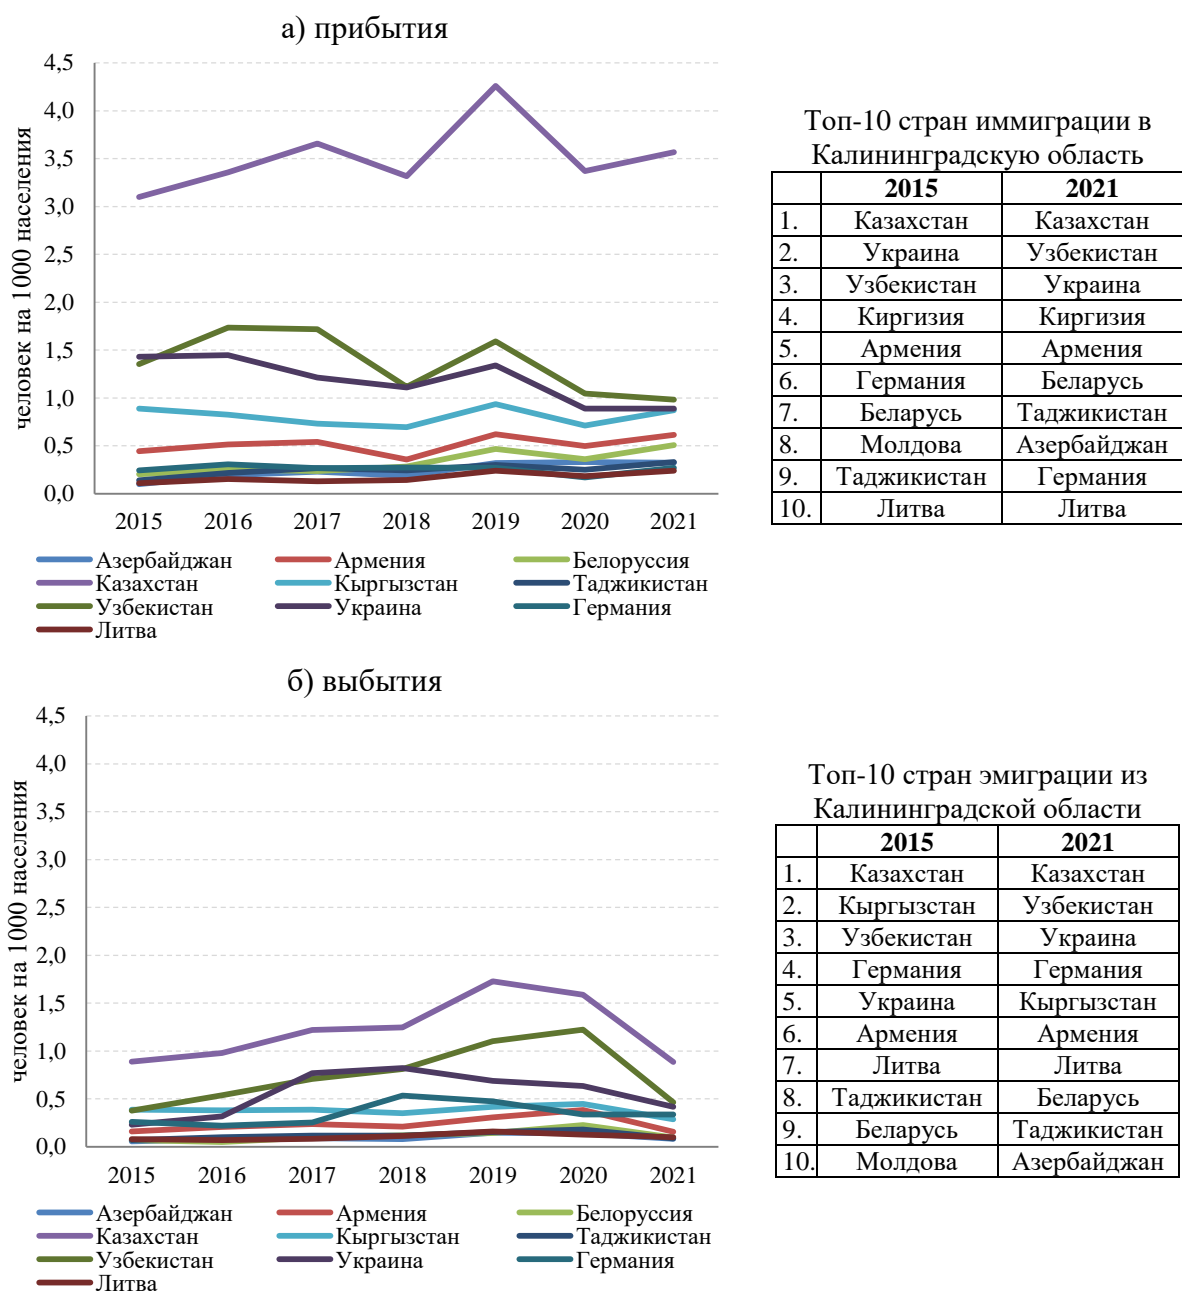 а) прибытия
человек на 1000 населения
4,5
4,0
3,5
3,0
2,5
2,0
1,5
1,0
0,5
0,0
2015 2016 2017 2018 2019 2020 2021
Азербайджан Армения Белоруссия
Казахстан Кыргызстан Таджикистан
Узбекистан Украина Германия
Литва
Топ-10 стран иммиграции в
Калининградскую область
2015 2021
1. Казахстан Казахстан
2. Украина Узбекистан
3. Узбекистан Украина
4. Киргизия Киргизия
5. Армения Армения
6. Германия Беларусь
7. Беларусь Таджикистан
8. Молдова Азербайджан
9. Таджикистан Германия
10. Литва Литва
б) выбытия
человек на 1000 населения
4,5
4,0
3,5
3,0
2,5
2,0
1,5
1,0
0,5
0,0
2015 2016 2017 2018 2019 2020 2021
Азербайджан Армения Белоруссия
Казахстан Кыргызстан Таджикистан
Узбекистан Украина Германия
Литва
Топ-10 стран эмиграции из
Калининградской области
2015 2021
1. Казахстан Казахстан
2. Кыргызстан Узбекистан
3. Узбекистан Украина
4. Германия Германия
5. Украина Кыргызстан
6. Армения Армения
7. Литва Литва
8. Таджикистан Беларусь
9. Беларусь Таджикистан
10. Молдова Азербайджан